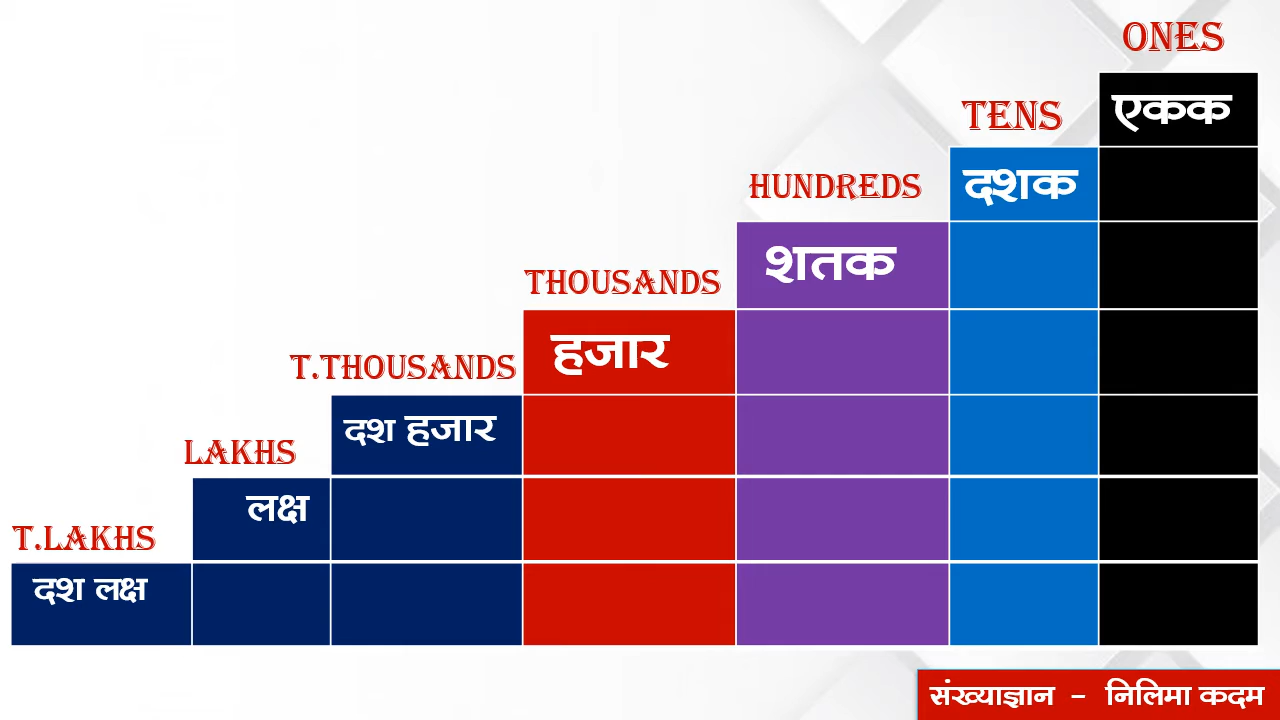 ONES
एकक
TENS
दशक
HUNDREDS
शतक
THOUSANDS
हजार
T.THOUSANDS
दश हजार
LAKHS
लक्ष
T.LAKHS
दश लक्ष
संख्याज्ञान - निलिमा कदम